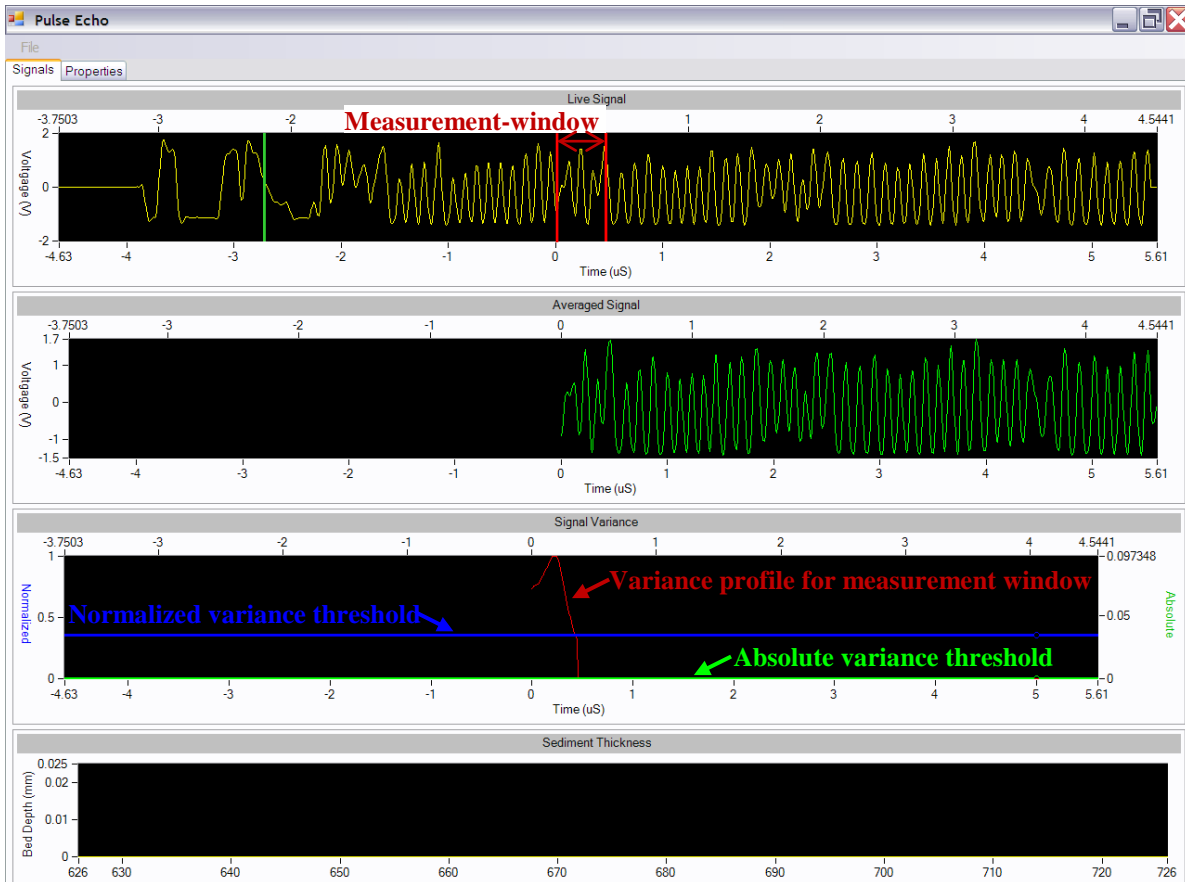 Pulse Echo
File
Signals Properties
Live Signal
-3.7503 -3 -2 1 2 3 4 4.5441
Measurement-window
2
0
-2
Voltgage (V)
-4.63 -4 -3 -2 -1 0 1 2 3 4 5 5.61
Time (uS)
Averaged Signal
-3.7503 -3 -2 -1 0 1 2 3 4 4.5441
1.7
1
0
-1
-1.5
Voltgage (V)
-4.63 -4 -3 -2 -1 0 1 2 3 4 5 5.61
Time (uS)
Signal Variance
-3.7503 -3 -2 -1 0 1 2 3 4 4.5441
1 0.097348
Variance profile for measurement window
Normalized variance threshold
0.5 0.05
Normalized
Absolute
Absolute variance threshold
0 0
-4.63 -4 -3 -2 -1 0 1 2 3 4 5 5.61
Time (uS)
Sediment Thickness
0.025
0.02
0.01
0
Bed Depth (mm)
626 630 640 650 660 670 680 690 700 710 720 726